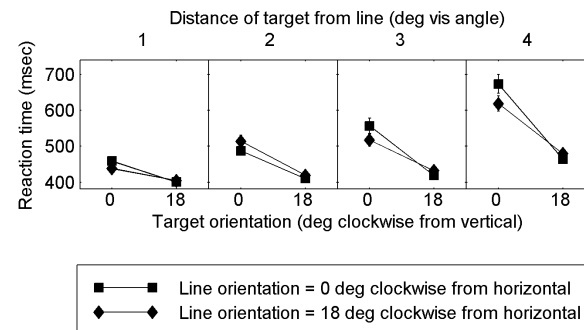 Distance of target from line (deg vis angle)
1 2 3 4
Reaction time (msec)
700
600
500
400
0 18 0 18 0 18 0 18
Target orientation (deg clockwise from vertical)
Line orientation = 0 deg clockwise from horizontal
Line orientation = 18 deg clockwise from horizontal